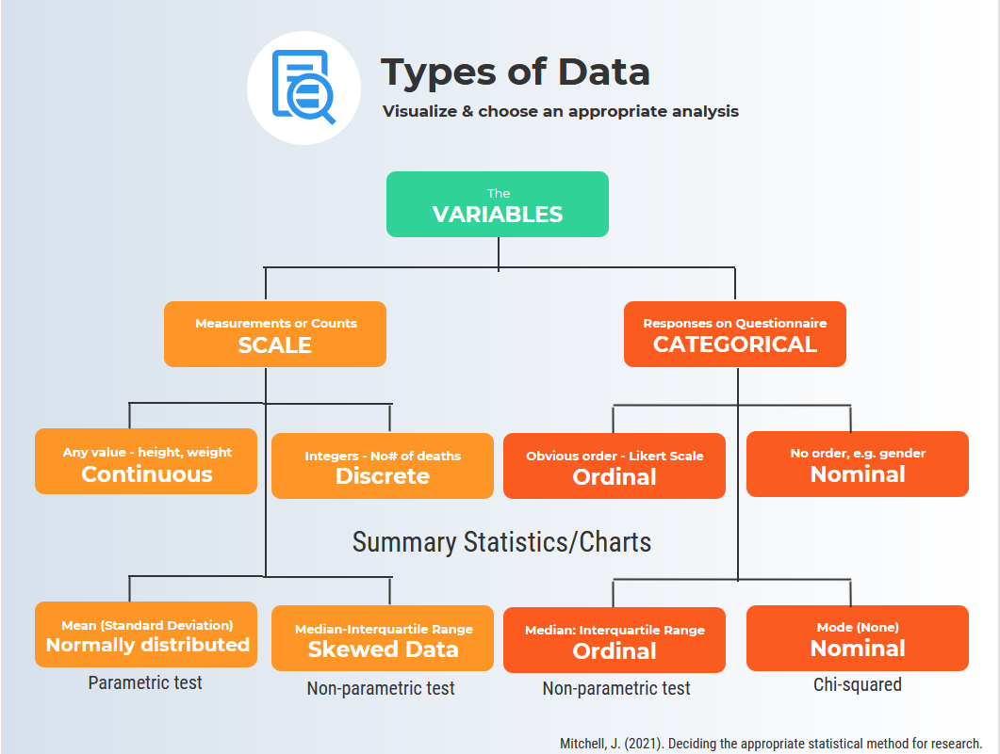 Types of Data
Visualize & choose an appropriate analysis
The
VARIABLES
Measurements or Counts
SCALE
Responses on Questionnaire
CATEGORICAL
Any value - height, weight
Continuous
Integers - No# of deaths
Discrete
Obvious order - Likert Scale
Ordinal
No order, e.g. gender
Nominal
Summary Statistics/Charts
Mean (Standard Deviation)
Normally distributed
Parametric test
Median-Interquartile Range
Skewed Data
Non-parametric test
Median: Interquartile Range
Ordinal
Non-parametric test
Mode (None)
Nominal
Chi-squared
Mitchell, J. (2021). Deciding the appropriate statistical method for research.